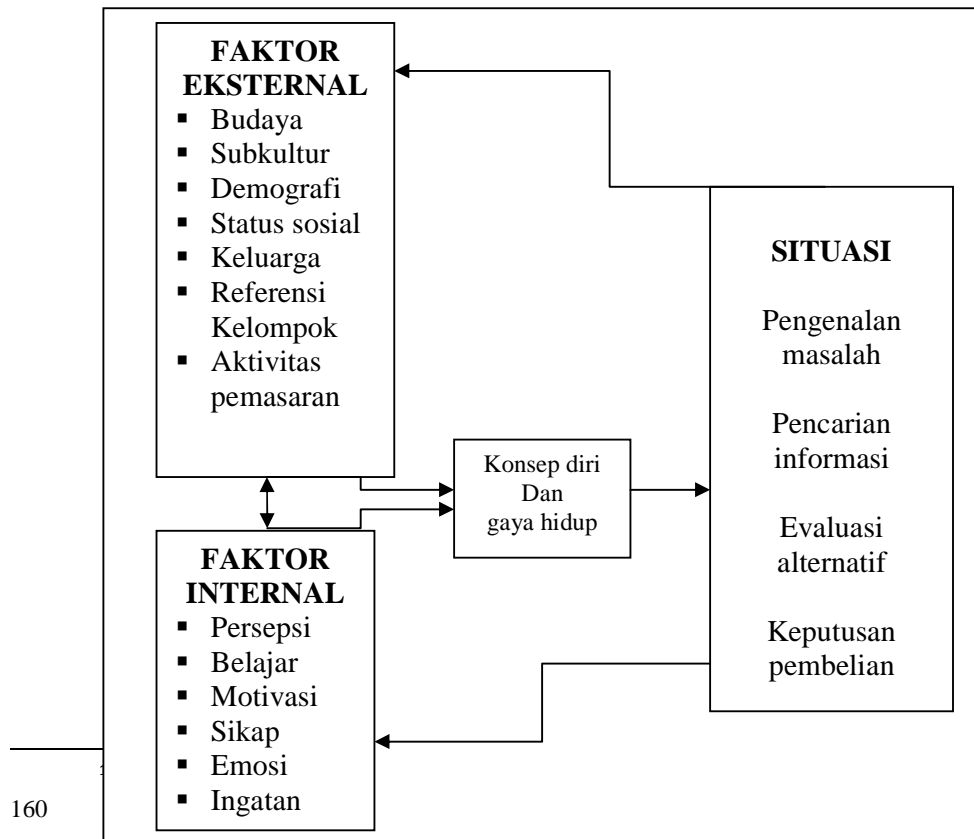 FAKTOR
EKSTERNAL
▪ Budaya
▪ Subkultur
▪ Demografi
▪ Status sosial
▪ Keluarga
▪ Referensi
Kelompok
▪ Aktivitas
pemasaran
FAKTOR
INTERNAL
▪ Persepsi
▪ Belajar
▪ Motivasi
▪ Sikap
▪ Emosi
▪ Ingatan
Konsep diri
Dan
gaya hidup
SITUASI
Pengenalan
masalah
Pencarian
informasi
Evaluasi
alternatif
Keputusan
pembelian
160